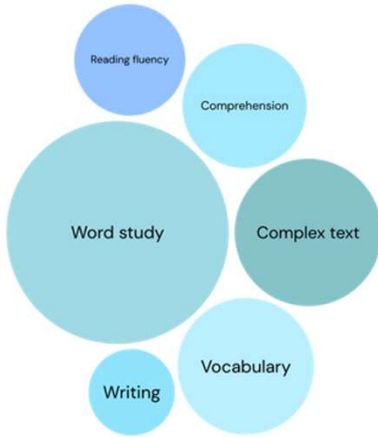 Reading fluency
Comprehension
Word study
Complex text
Vocabulary
Writing